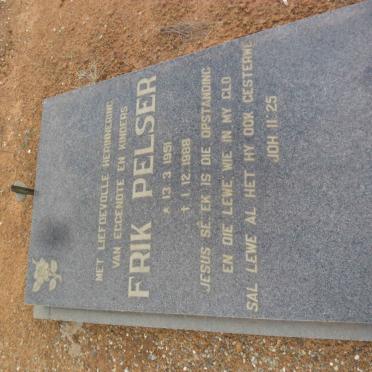 MET LIEFDEVOLLE HERINNERING
VAN EGGENOTE EN KINDERS
FRIK PELSER
* 13.3.1951
† 1.12.1988
JESUS SÊ EK IS DIE OPSTANDING
EN DIE LEWE WIE IN MY GLO
SAL LEWE AL HET HY OOK GESTERWE
JOH 11:25